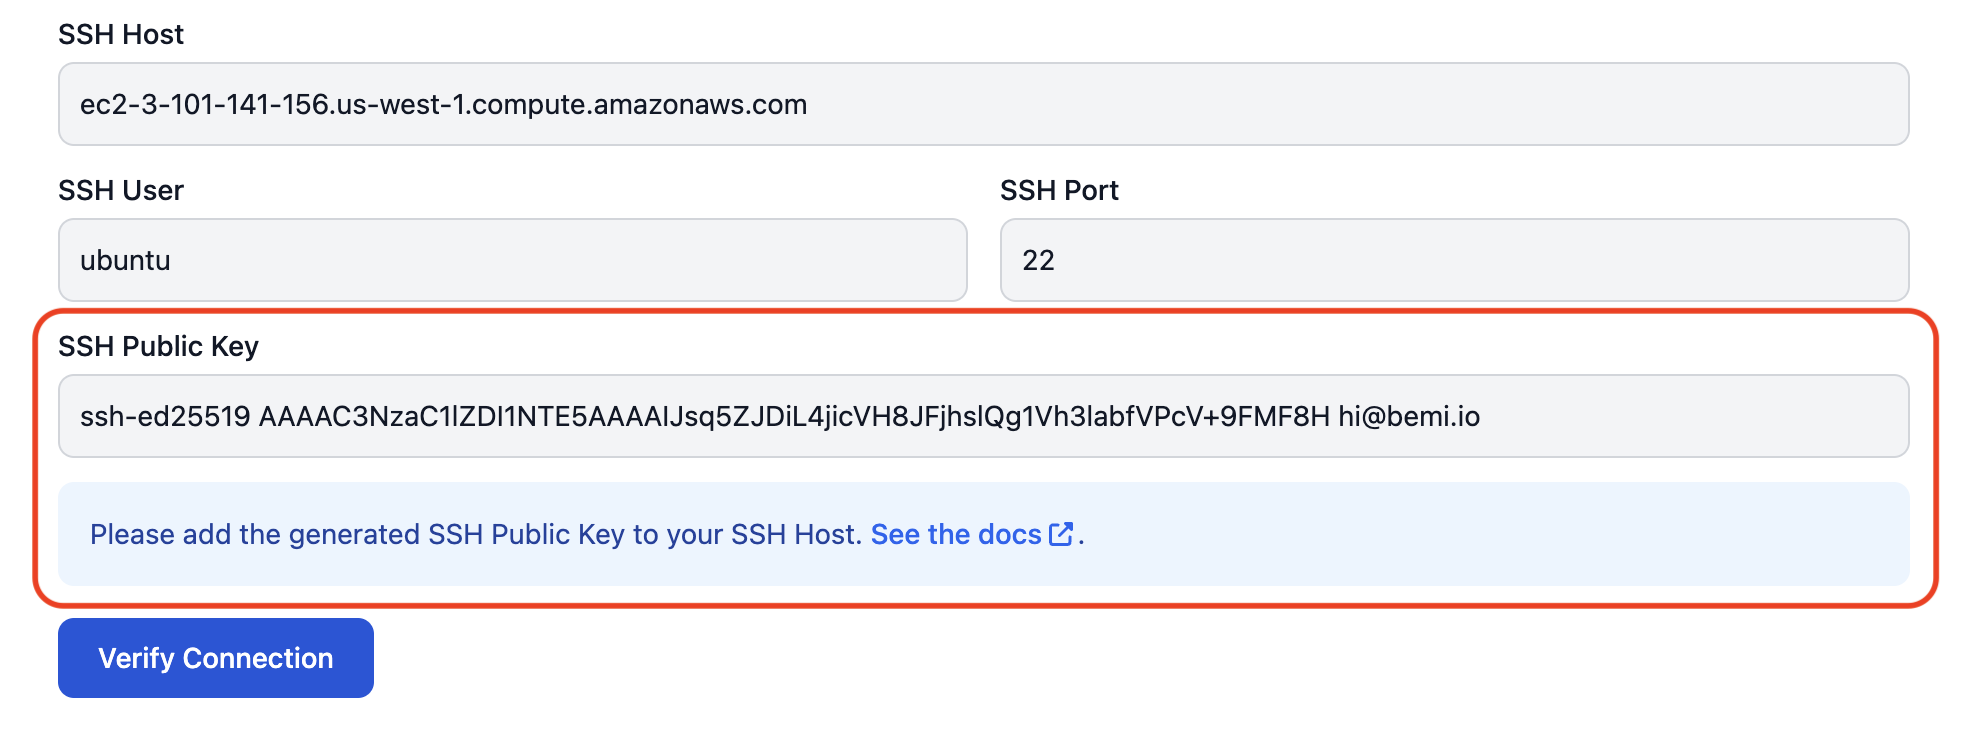 SSH Host
ec2-3-101-141-156.us-west-1.compute.amazonaws.com
SSH User
SSH Port
ubuntu
22
SSH Public Key
ssh-ed25519 AAAAC3NzaC1lZDI1NTE5AAAAIJsq5ZJDiL4jicVH8JFjhslQg1Vh3labfVPcV+9FMF8H hi@bemi.io
Please add the generated SSH Public Key to your SSH Host. See the docs.
Verify Connection